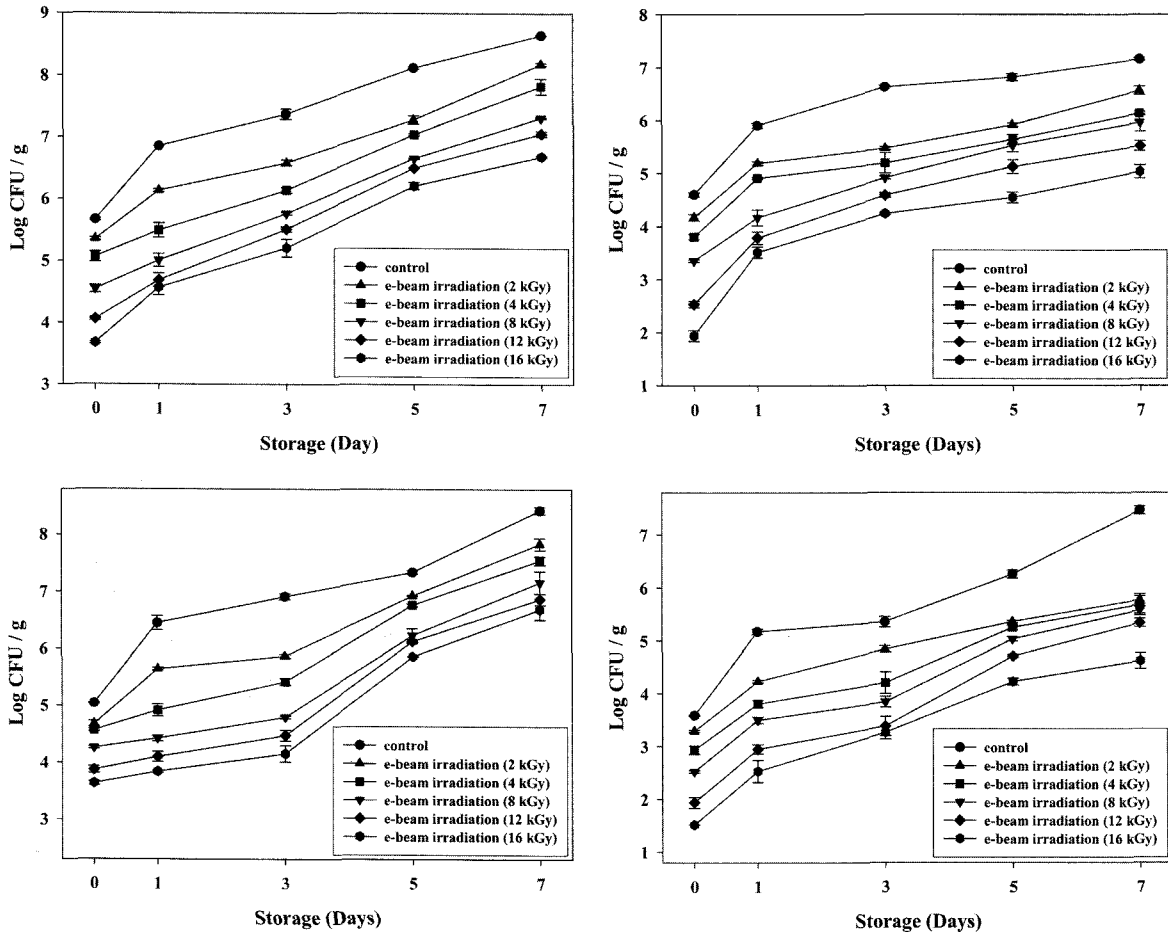 9
8
7
6
5
4
3
Log CFU / g
control
e-beam irradiation (2 kGy)
e-beam irradiation (4 kGy)
e-beam irradiation (8 kGy)
e-beam irradiation (12 kGy)
e-beam irradiation (16 kGy)
0 1 3 5 7
Storage (Day)
8
7
6
5
4
3
2
1
Log CFU / g
control
e-beam irradiation (2 kGy)
e-beam irradiation (4 kGy)
e-beam irradiation (8 kGy)
e-beam irradiation (12 kGy)
e-beam irradiation (16 kGy)
0 1 3 5 7
Storage (Days)
8
7
6
5
4
3
Log CFU / g
control
e-beam irradiation (2 kGy)
e-beam irradiation (4 kGy)
e-beam irradiation (8 kGy)
e-beam irradiation (12 kGy)
e-beam irradiation (16 kGy)
0 1 3 5 7
Storage (Days)
7
6
5
4
3
2
1
Log CFU / g
control
e-beam irradiation (2 kGy)
e-beam irradiation (4 kGy)
e-beam irradiation (8 kGy)
e-beam irradiation (12 kGy)
e-beam irradiation (16 kGy)
0 1 3 5 7
Storage (Days)